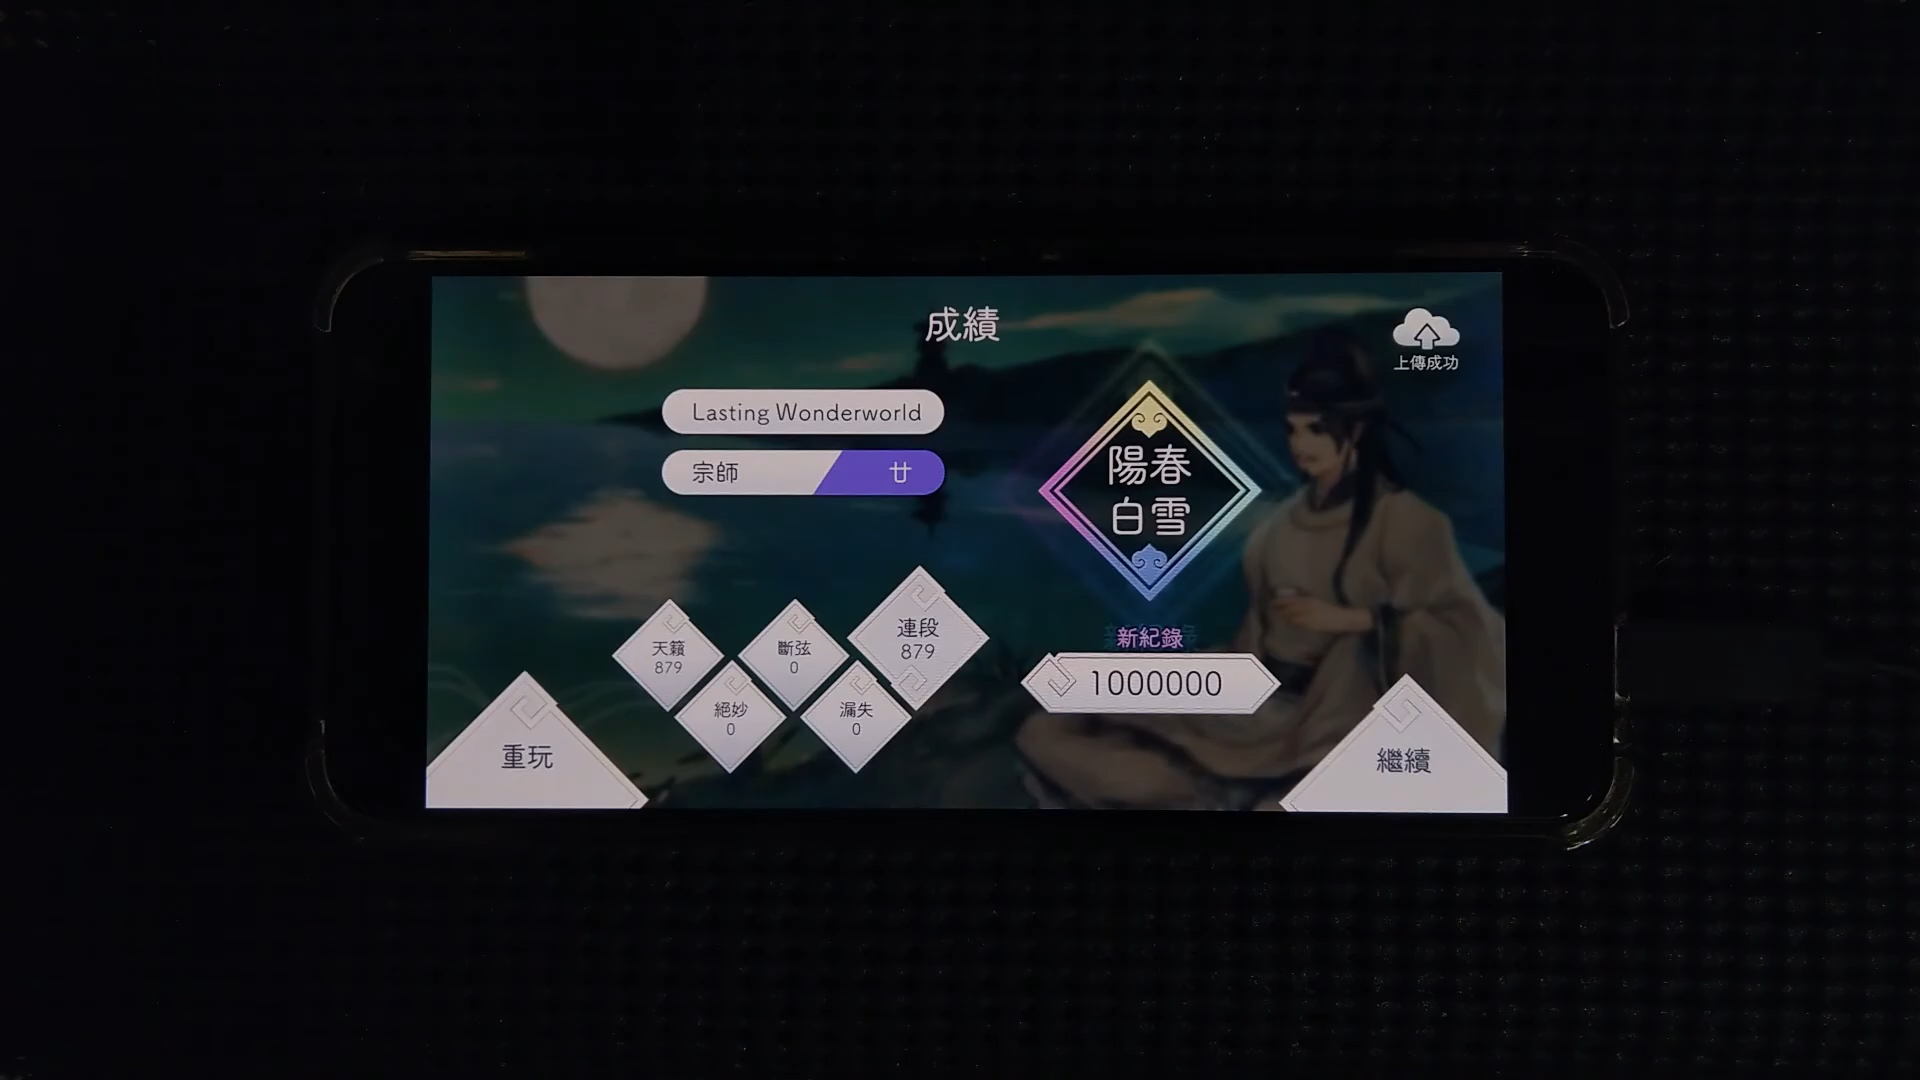 成績
上傳成功
Lasting Wonderworld
宗師 廿
陽春
白雪
連段
879
天籟
879
斷弦
0
絕妙
0
漏失
0
新紀錄
1000000
重玩
繼續